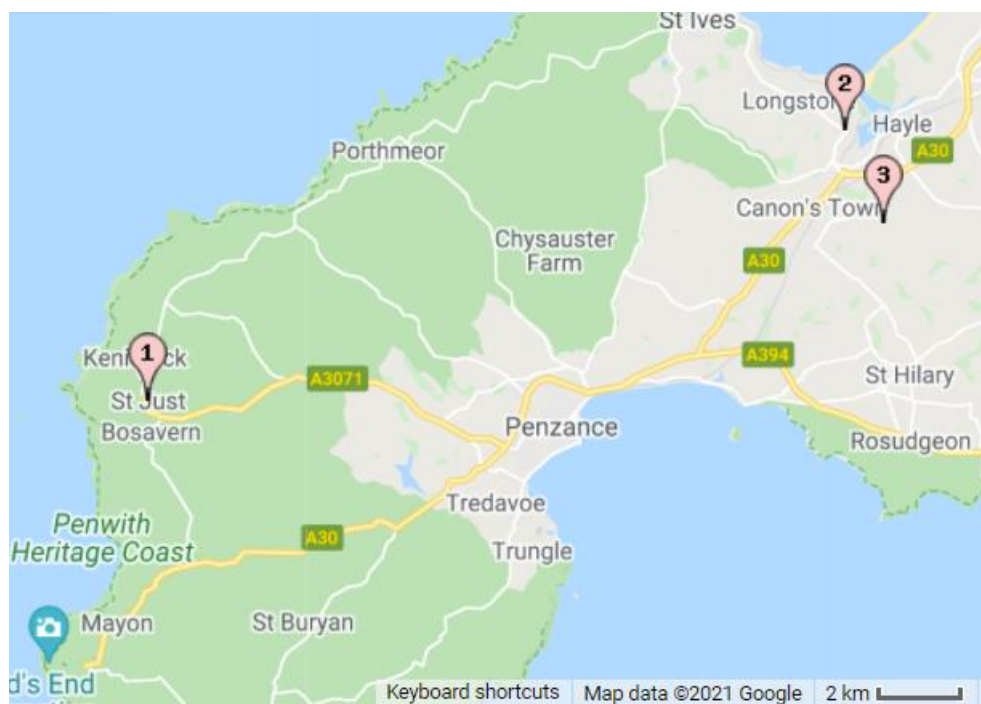 St Ives
2
Longston
Hayle
Porthmeor
A30
3
Canon's Town
Chysauster
Farm
A30
1
A394
A3071
St Hilary
St Just
Bosavern
Penzance
Rosudgeon
Tredavoe
Penwith
Heritage Coast
A30
Trungle
Mayon
St Buryan
d's End
Keyboard shortcuts
Map data ©2021 Google
2 km